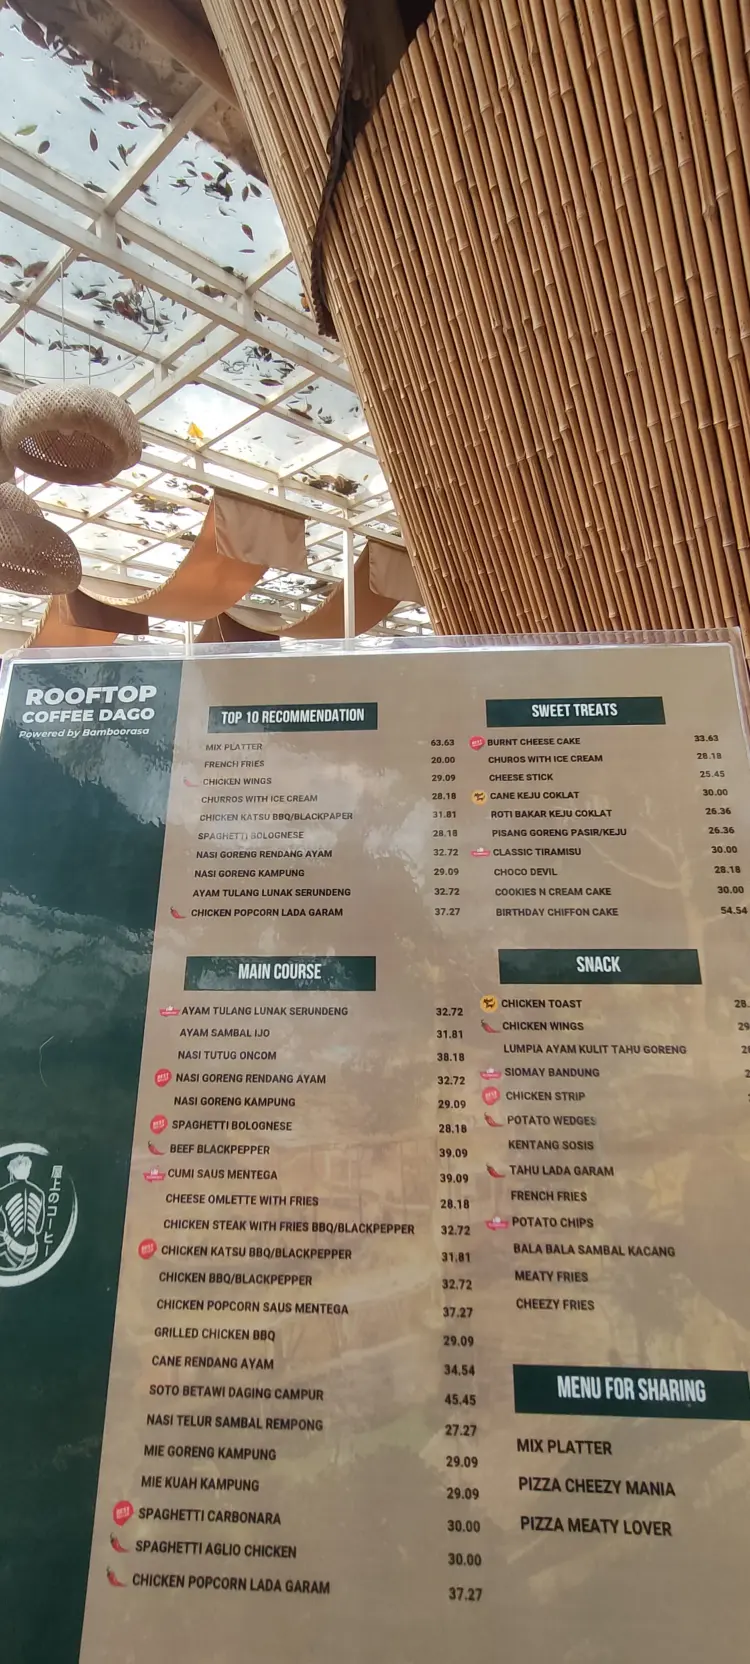 ROOFTOP
COFFEE DAGO
Powered by Bamboorasa
屋上のコーヒー
TOP 10 RECOMMENDATION
MIX PLATTER 63.63
FRENCH FRIES 20.00
CHICKEN WINGS 29.09
CHURROS WITH ICE CREAM 28.18
CHICKEN KATSU BBQ/BLACKPAPER 31.81
SPAGHETTI BOLOGNESE 28.18
NASI GORENG RENDANG AYAM 32.72
NASI GORENG KAMPUNG 29.09
AYAM TULANG LUNAK SERUNDENG 32.72
CHICKEN POPCORN LADA GARAM 37.27
MAIN COURSE
AYAM TULANG LUNAK SERUNDENG 32.72
AYAM SAMBAL IJO 31.81
NASI TUTUG ONCOM 38.18
NASI GORENG RENDANG AYAM 32.72
NASI GORENG KAMPUNG 29.09
SPAGHETTI BOLOGNESE 28.18
BEEF BLACKPEPPER 39.09
CUMI SAUS MENTEGA 39.09
CHEESE OMLETTE WITH FRIES 28.18
CHICKEN STEAK WITH FRIES BBQ/BLACKPEPPER 32.72
CHICKEN KATSU BBQ/BLACKPEPPER 31.81
CHICKEN BBQ/BLACKPEPPER 32.72
CHICKEN POPCORN SAUS MENTEGA 37.27
GRILLED CHICKEN BBQ 29.09
CANE RENDANG AYAM 34.54
SOTO BETAWI DAGING CAMPUR 45.45
NASI TELUR SAMBAL REMPONG 27.27
MIE GORENG KAMPUNG 29.09
MIE KUAH KAMPUNG 29.09
SPAGHETTI CARBONARA 30.00
SPAGHETTI AGLIO CHICKEN 30.00
CHICKEN POPCORN LADA GARAM 37.27
SWEET TREATS
BURNT CHEESE CAKE 33.63
CHUROS WITH ICE CREAM 28.18
CHEESE STICK 25.45
CANE KEJU COKLAT 30.00
ROTI BAKAR KEJU COKLAT 26.36
PISANG GORENG PASIR/KEJU 26.36
CLASSIC TIRAMISU 30.00
CHOCO DEVIL 28.18
COOKIES N CREAM CAKE 30.00
BIRTHDAY CHIFFON CAKE 54.54
SNACK
CHICKEN TOAST 28.
CHICKEN WINGS 29
LUMPIA AYAM KULIT TAHU GORENG
SIOMAY BANDUNG
CHICKEN STRIP
POTATO WEDGES
KENTANG SOSIS
TAHU LADA GARAM
FRENCH FRIES
POTATO CHIPS
BALA BALA SAMBAL KACANG
MEATY FRIES
CHEEZY FRIES
MENU FOR SHARING
MIX PLATTER
PIZZA CHEEZY MANIA
PIZZA MEATY LOVER